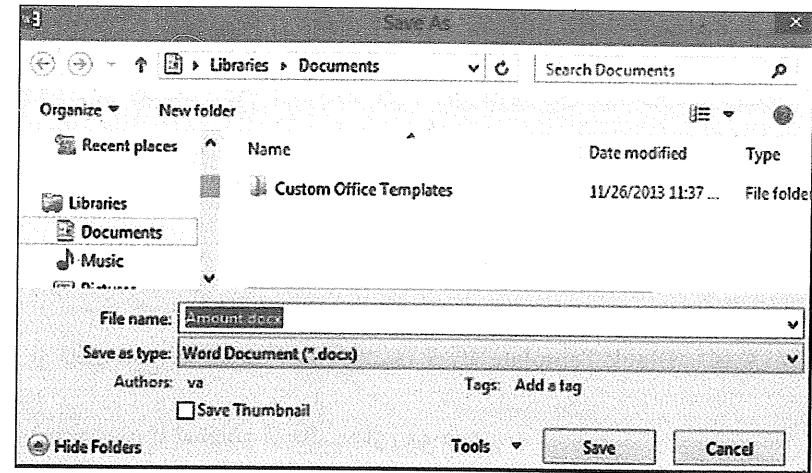 Save As
Libraries Documents Search Documents
Organize New folder
Recent places Name Date modified Type
Custom Office Templates 11/26/2013 11:37 ... File folder
Libraries
Documents
Music
Pictures
File name: Amount.docx
Save as type: Word Document (*.docx)
Authors: va Tags: Add a tag
Save Thumbnail
Hide Folders Tools Save Cancel